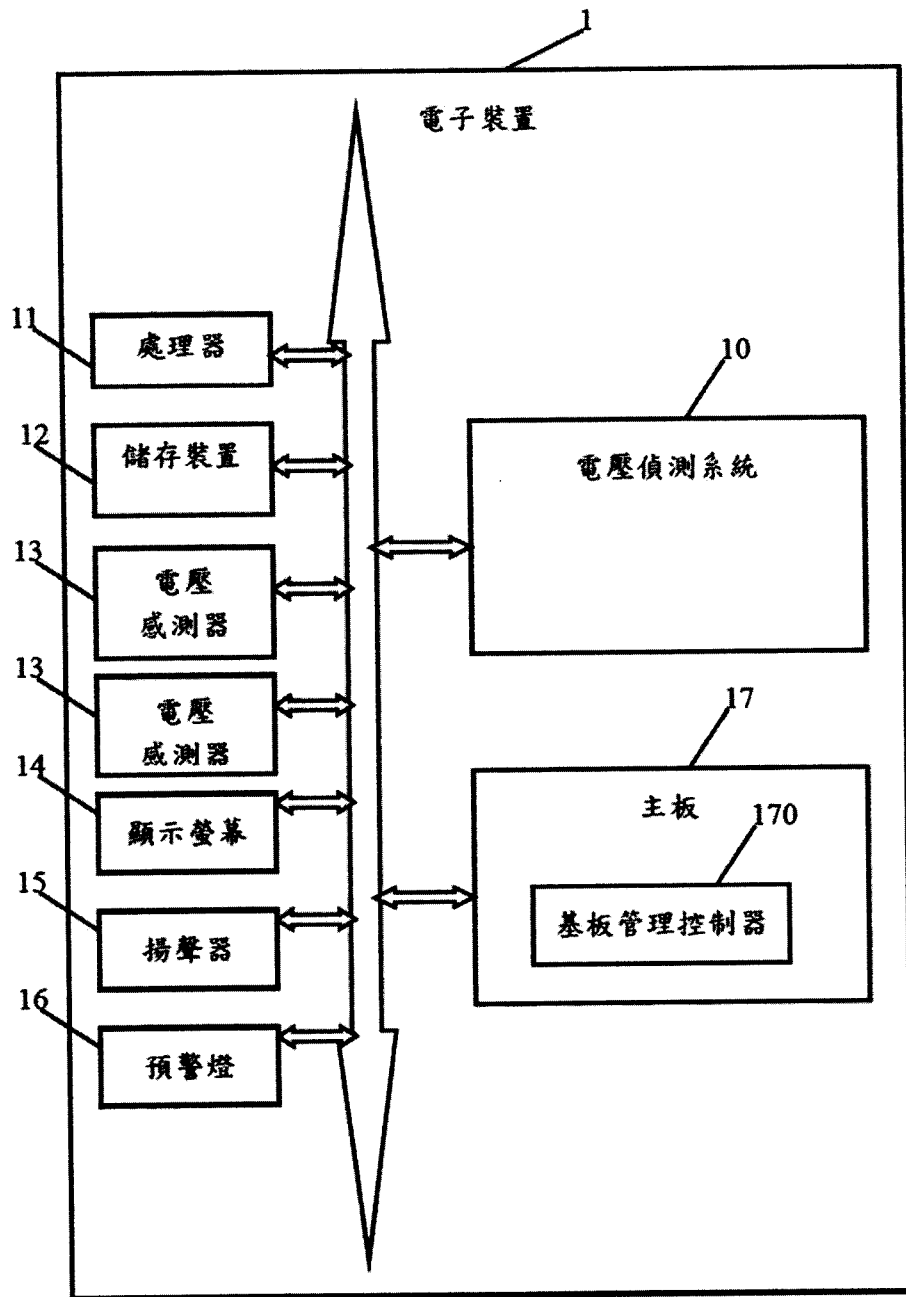 1
電子裝置
11
處理器
12
儲存裝置
13
電壓
感測器
13
電壓
感測器
14
顯示螢幕
15
揚聲器
16
預警燈
10
電壓偵測系統
17
主板
170
基板管理控制器